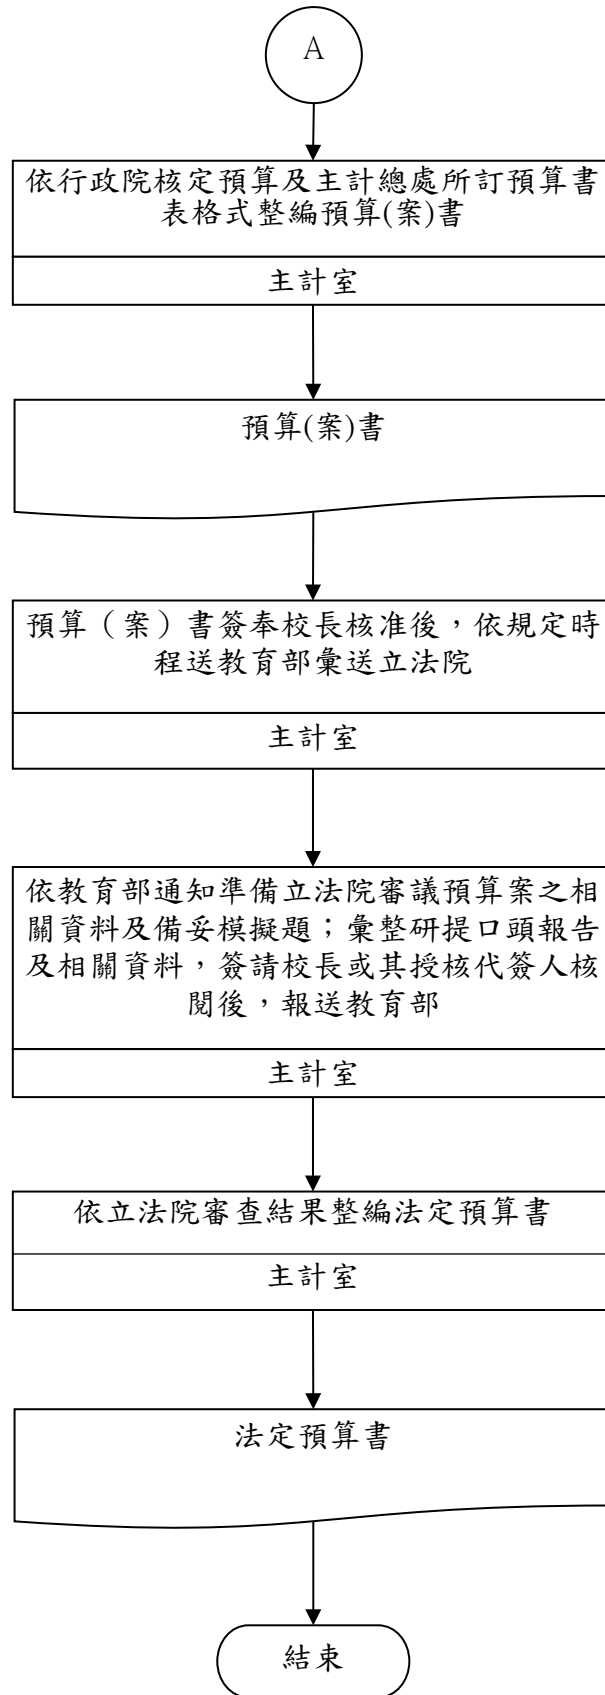 A
依行政院核定預算及主計總處所訂預算書
表格式整編預算(案)書
主計室
預算(案)書
預算（案）書簽奉校長核准後，依規定時
程送教育部彙送立法院
主計室
依教育部通知準備立法院審議預算案之相
關資料及備妥模擬題；彙整研提口頭報告
及相關資料，簽請校長或其授核代簽人核
閱後，報送教育部
主計室
依立法院審查結果整編法定預算書
主計室
法定預算書
結束